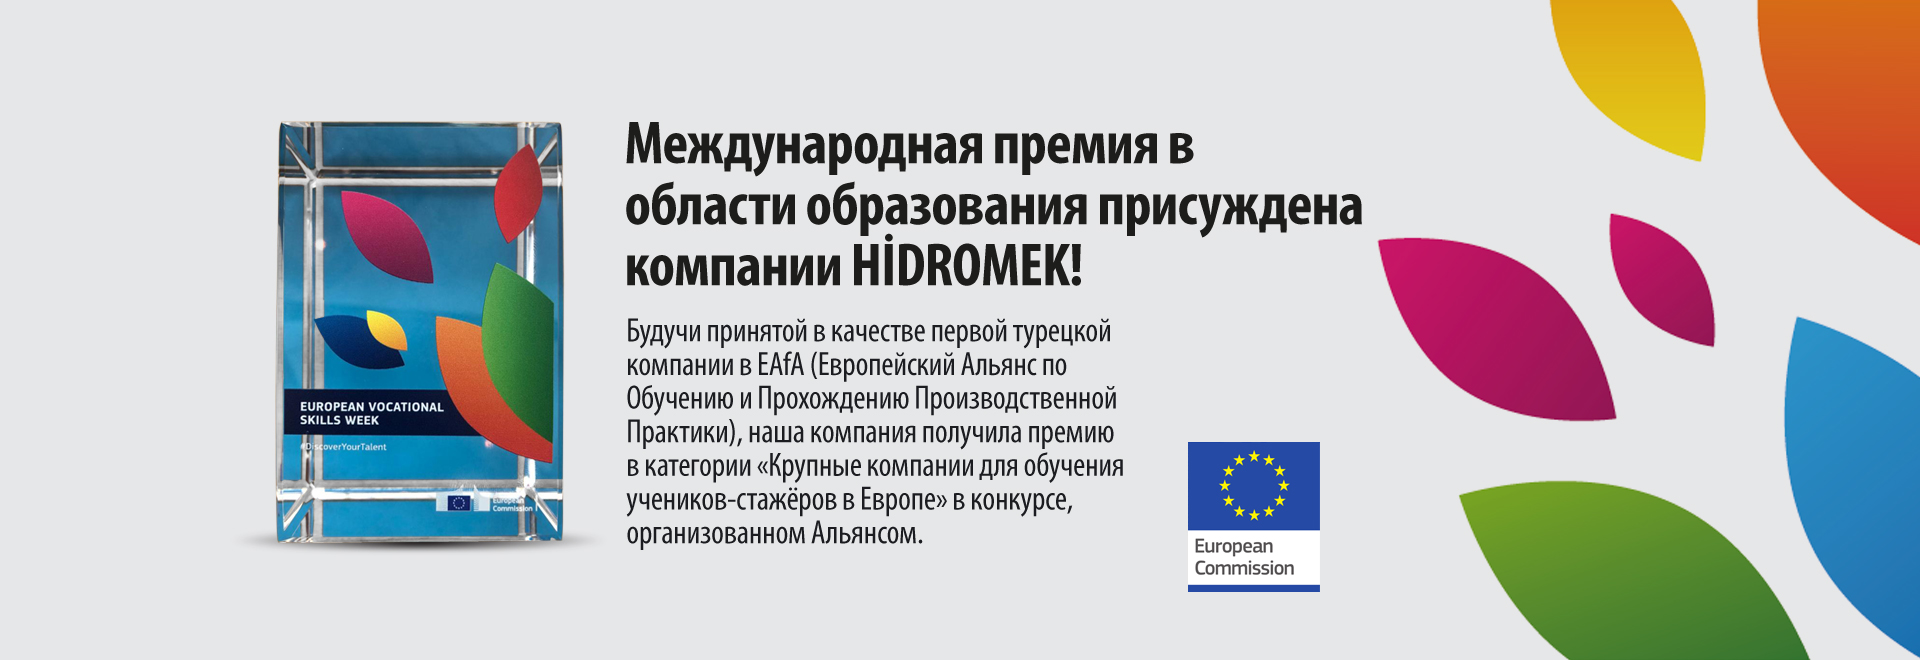 Международная премия в
области образования присуждена
компании HİDROMEK!
Будучи принятой в качестве первой турецкой
компании в EAfA (Европейский Альянс по
Обучению и Прохождению Производственной
Практики), наша компания получила премию
в категории «Крупные компании для обучения
учеников-стажёров в Европе» в конкурсе,
организованном Альянсом.
EUROPEAN VOCATIONAL
SKILLS WEEK
#DiscoverYourTalent
European
Commission
European
Commission